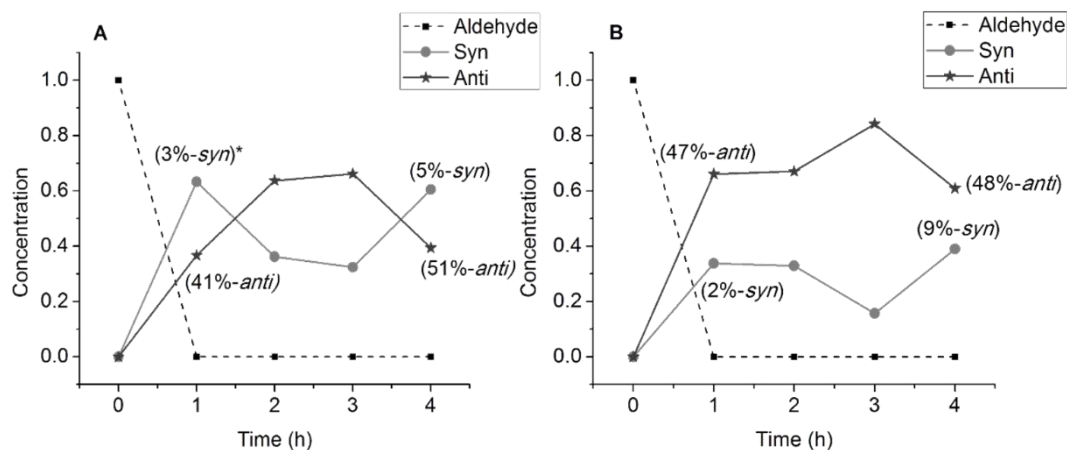 A
Aldehyde
Syn
Anti
1.0
0.8
0.6
0.4
0.2
0.0
Concentration
(3%-syn)*
(41%-anti)
(5%-syn)
(51%-anti)
0 1 2 3 4
Time (h)
B
Aldehyde
Syn
Anti
1.0
0.8
0.6
0.4
0.2
0.0
Concentration
(47%-anti)
(2%-syn)
(48%-anti)
(9%-syn)
0 1 2 3 4
Time (h)